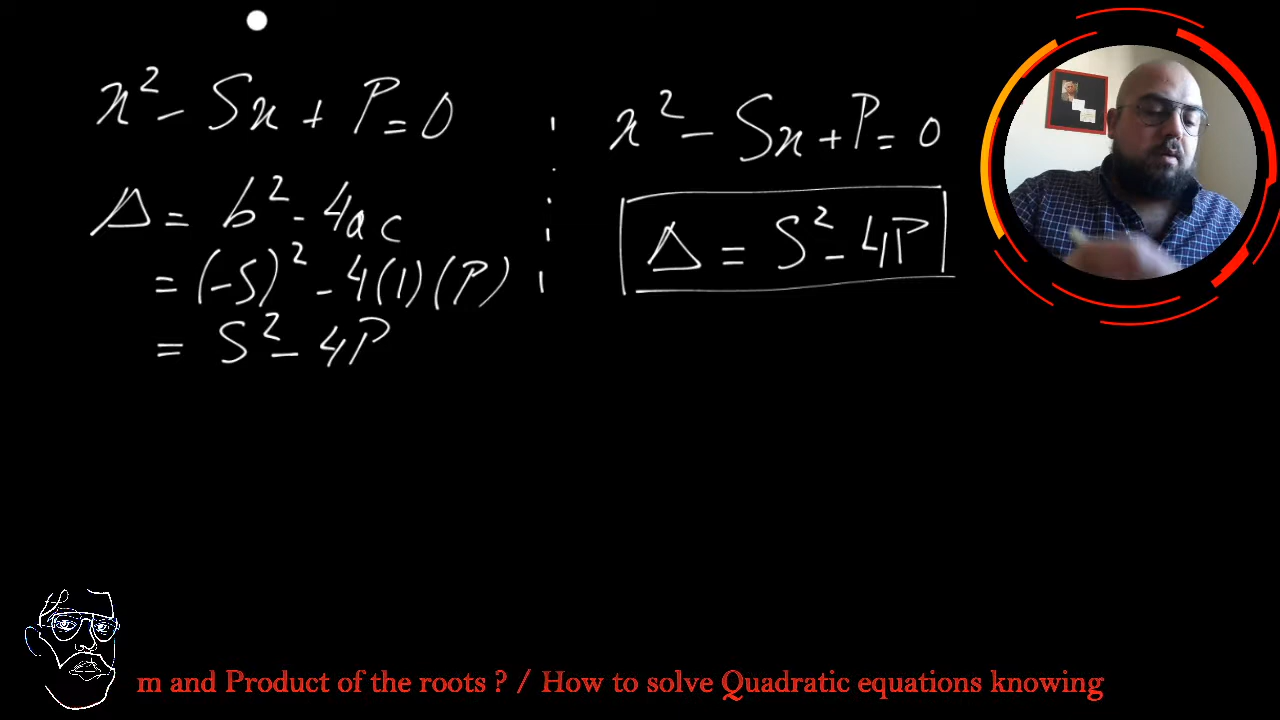 x² - Sx + P = 0
Δ = b² - 4ac
= (-S)² - 4(1)(P)
= S² - 4P
x² - Sx + P = 0
Δ = S² - 4P
m and Product of the roots ? / How to solve Quadratic equations knowing